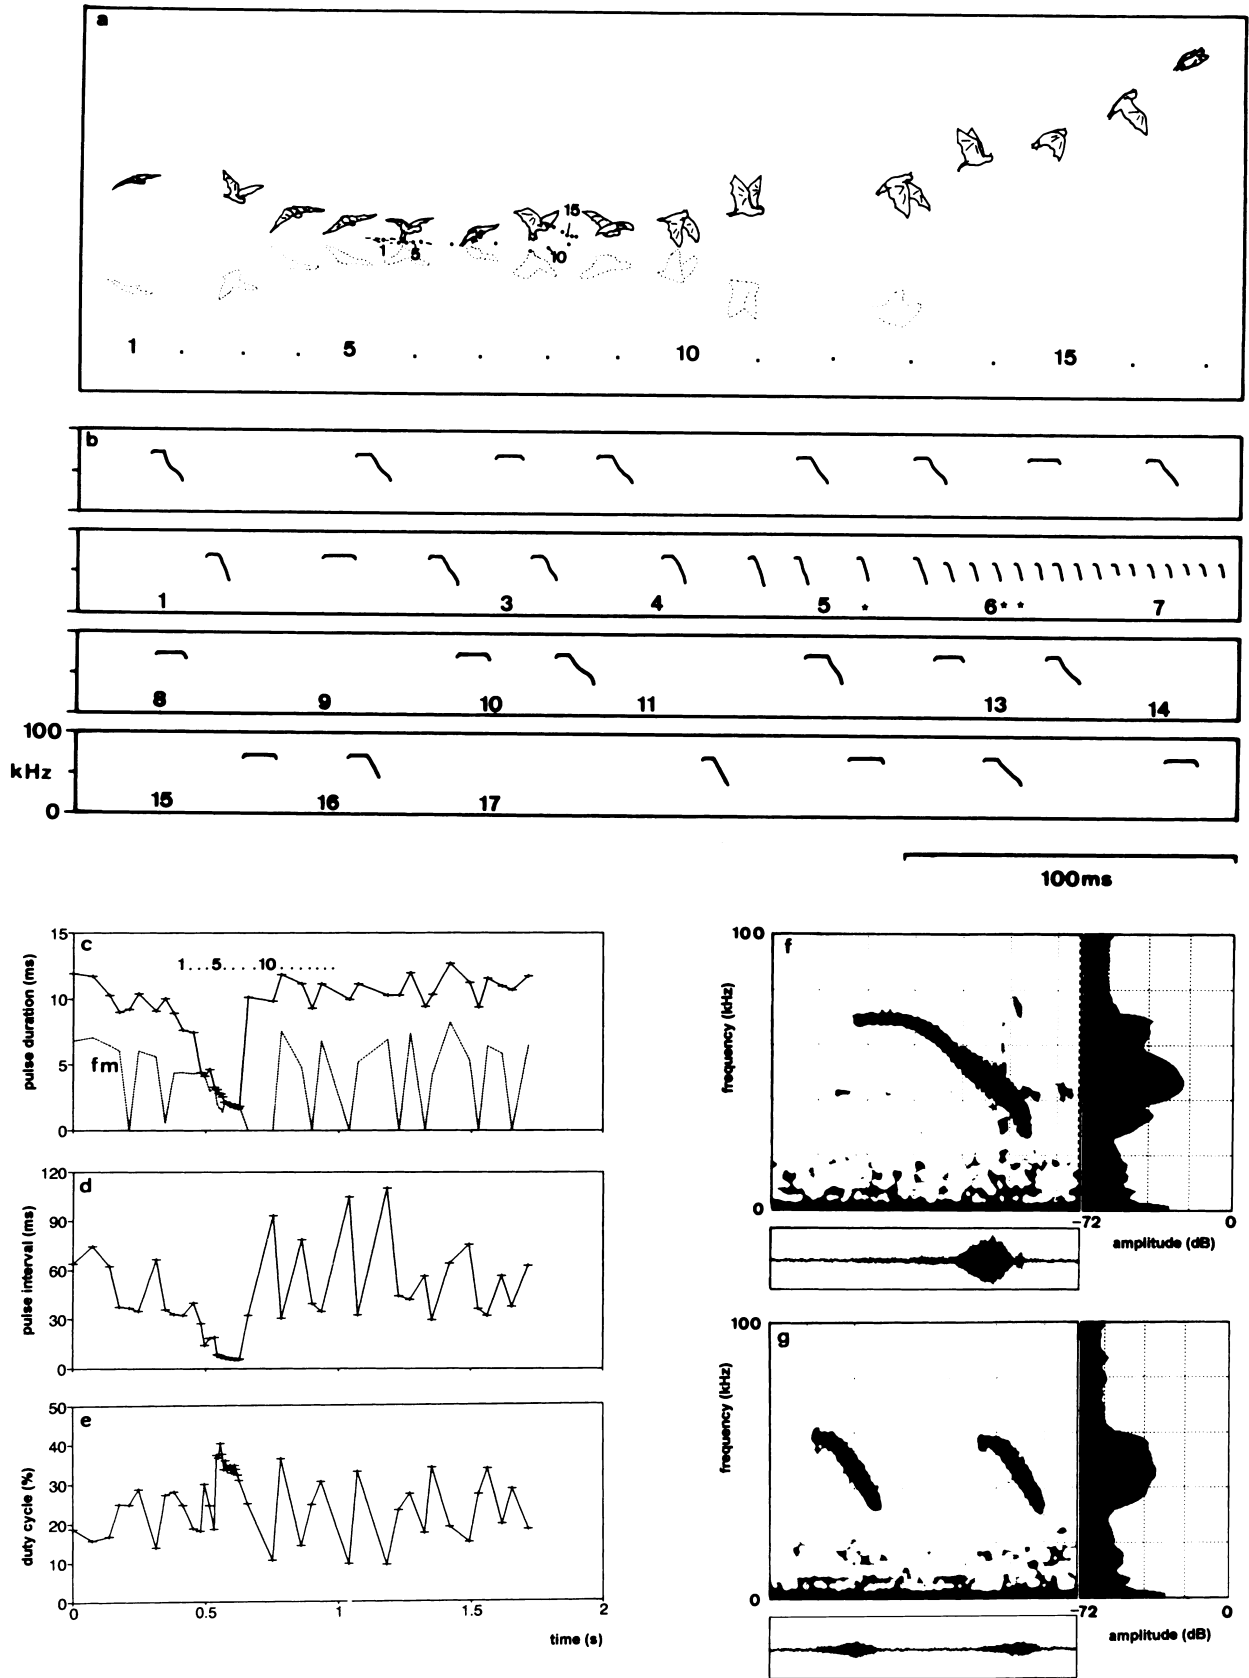 a
15
1
5
10
1 . . . 5 . . . . 10 . . . . 15 . .
b
1 3 4 5 * 6 * * 7
8 9 10 11 13 14
100
kHz
0
15 16 17
100ms
c
pulse duration (ms)
15
10
5
0
1...5....10.......
fm
d
pulse interval (ms)
120
90
60
30
0
e
duty cycle (%)
50
40
30
20
10
0
0 0.5 1 1.5 2
time (s)
f
frequency (kHz)
100
0
-72 0
amplitude (dB)
g
frequency (kHz)
100
0
-72 0
amplitude (dB)